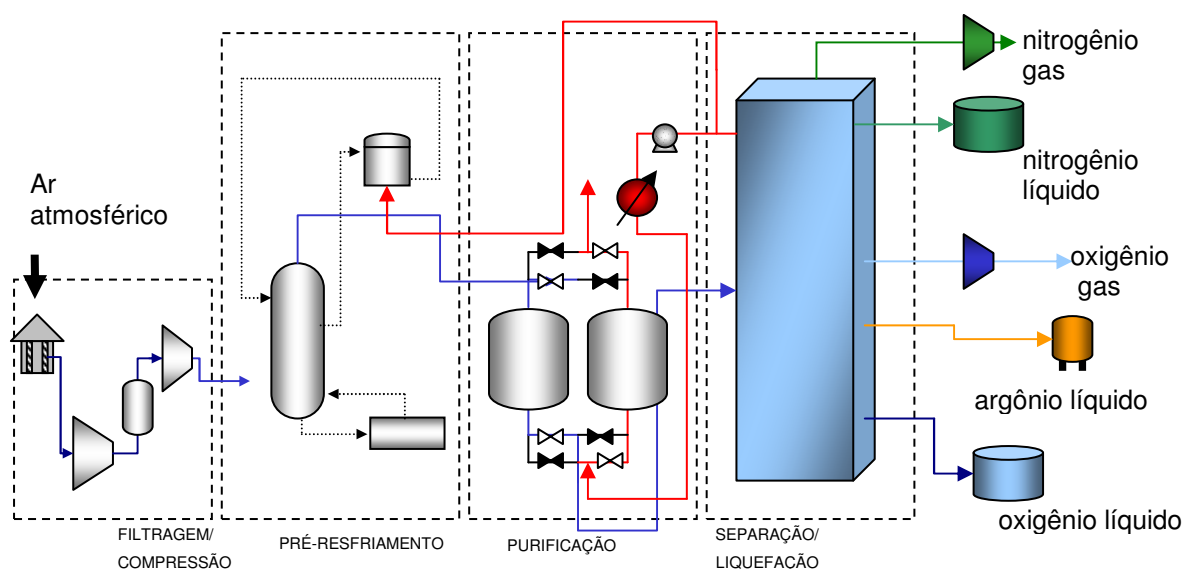 Ar
atmosférico
nitrogênio
gas
nitrogênio
líquido
oxigênio
gas
argônio líquido
oxigênio líquido
FILTRAGEM/
COMPRESSÃO
PRÉ-RESFRIAMENTO
PURIFICAÇÃO
SEPARAÇÃO/
LIQUEFAÇÃO